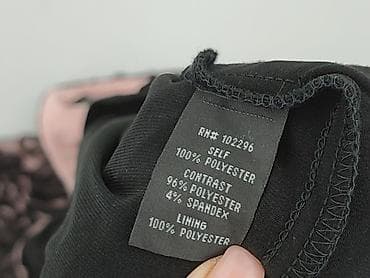 RN# 102296
SELF
100% POLYESTER
CONTRAST
96% POLYESTER
4% SPANDEX
LINING
100% POLYESTER